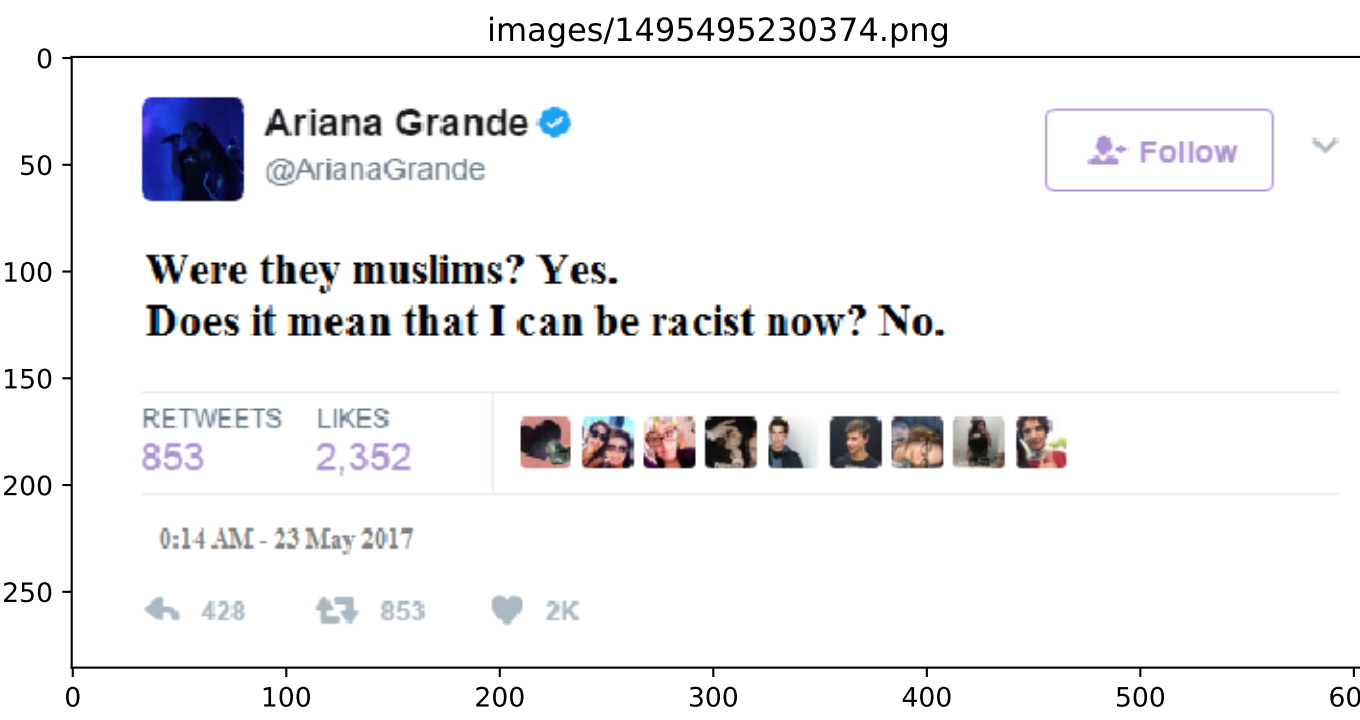 images/1495495230374.png
0
Ariana Grande
@ArianaGrande
Follow
50
100
Were they muslims? Yes.
Does it mean that I can be racist now? No.
150
RETWEETS LIKES
853 2,352
200
0:14 AM - 23 May 2017
250
428 853 2K
0 100 200 300 400 500 60